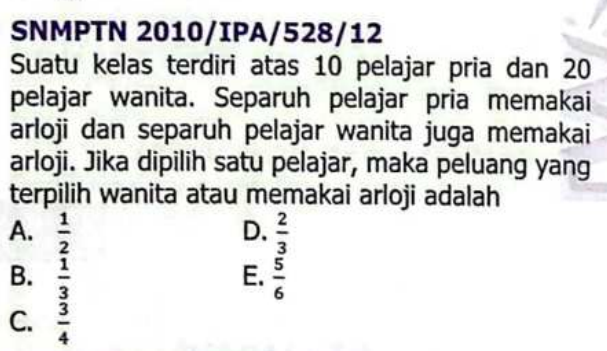 SNMPTN 2010/IPA/528/12
Suatu kelas terdiri atas 10 pelajar pria dan 20
pelajar wanita. Separuh pelajar pria memakai
arloji dan separuh pelajar wanita juga memakai
arloji. Jika dipilih satu pelajar, maka peluang yang
terpilih wanita atau memakai arloji adalah
A. 1/2
B. 1/3
C. 3/4
D. 2/3
E. 5/6